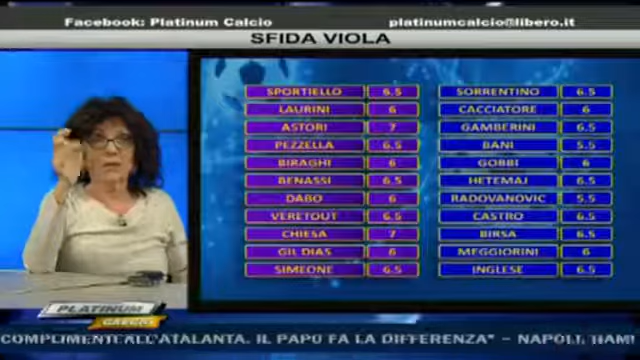 Facebook: Platinum Calcio platinumcalcio@libero.it
SFIDA VIOLA
SPORTIELLO 6.5 SORRENTINO 6.5
LAURINI 6 CACCIATORE 6
ASTORI 7 GAMBERINI 6.5
PEZZELLA 6.5 BANI 5.5
BIRAGHI 6 GOBBI 6
BENASSI 6.5 HETEMAJ 6.5
DABO 6 RADOVANOVIC 5.5
VERETOUT 6.5 CASTRO 6.5
CHIESA 7 BIRSA 6.5
GIL DIAS 6 MEGGIORINI 6
SIMEONE 6.5 INGLESE 6.5
PLATINUM
CALCIO
COMPLIMENTI ALL'ATALANTA. IL PAPU FA LA DIFFERENZA" - NAPOLI,